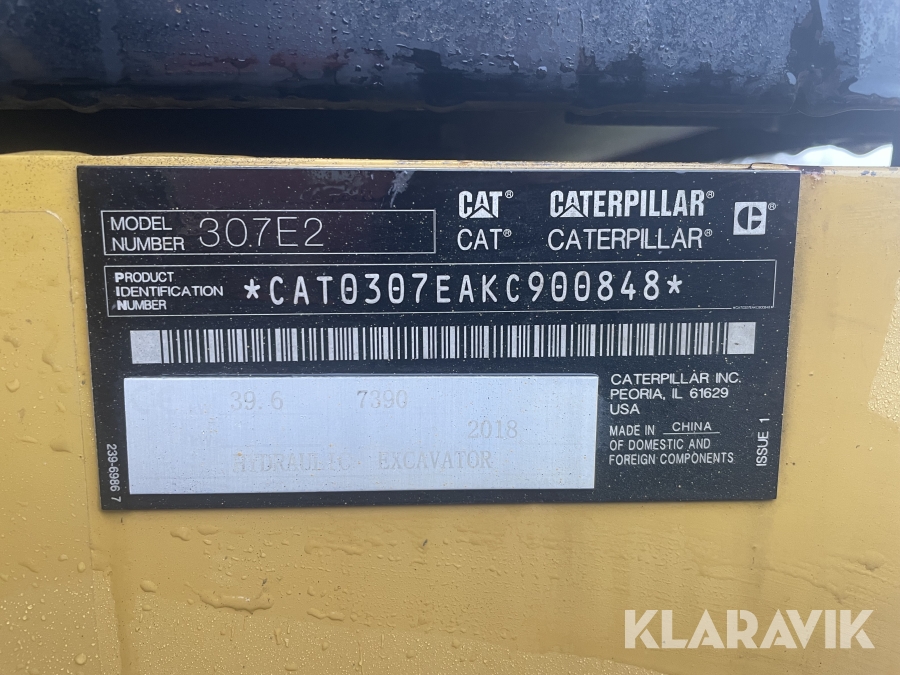 MODEL NUMBER 307E2
CAT® CATERPILLAR®
CAT® CATERPILLAR®
PRODUCT IDENTIFICATION NUMBER *CAT0307EAKC900848*
39.6 7390
2018
HYDRAULIC EXCAVATOR
CATERPILLAR INC.
PEORIA, IL 61629
USA
MADE IN CHINA
OF DOMESTIC AND
FOREIGN COMPONENTS
ISSUE 1
239-6986 7
KLARAVIK